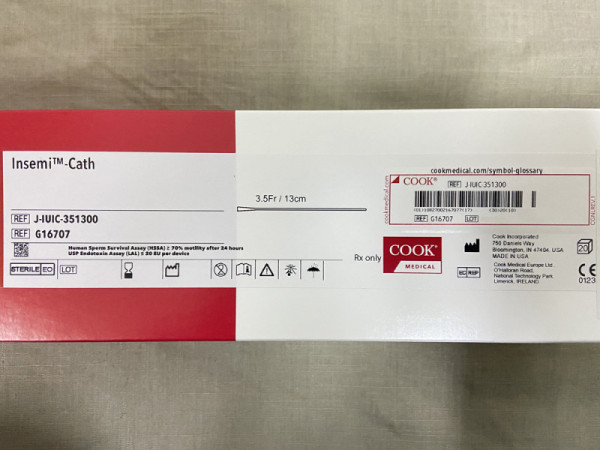 Insemi™-Cath
REF J-IUIC-351300
REF G16707
Human Sperm Survival Assay (HSSA) ≥ 70% motility after 24 hours
USP Endotoxin Assay (LAL) ≤ 20 EU per device
STERILE EO LOT
3.5Fr / 13cm
Rx only
cookmedical.com/symbol-glossary
cookmedical.com
COOK®
REF J-IUIC-351300
REF G16707 LOT
COOK®
MEDICAL
Cook Incorporated
750 Daniels Way
Bloomington, IN 47404, USA
MADE IN USA
EC REP
Cook Medical Europe Ltd.
O'Halloran Road,
National Technology Park
Limerick, IRELAND
20
CE
0123